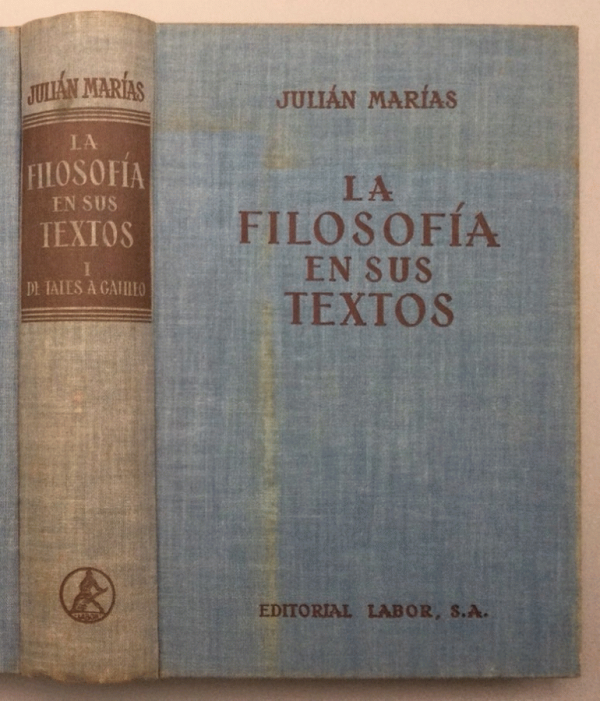 JULIÁN MARÍAS
LA
FILOSOFÍA
EN SUS
TEXTOS
I
DE TALES A GALILEO
LABOR
JULIÁN MARÍAS
LA
FILOSOFÍA
EN SUS
TEXTOS
EDITORIAL LABOR, S.A.